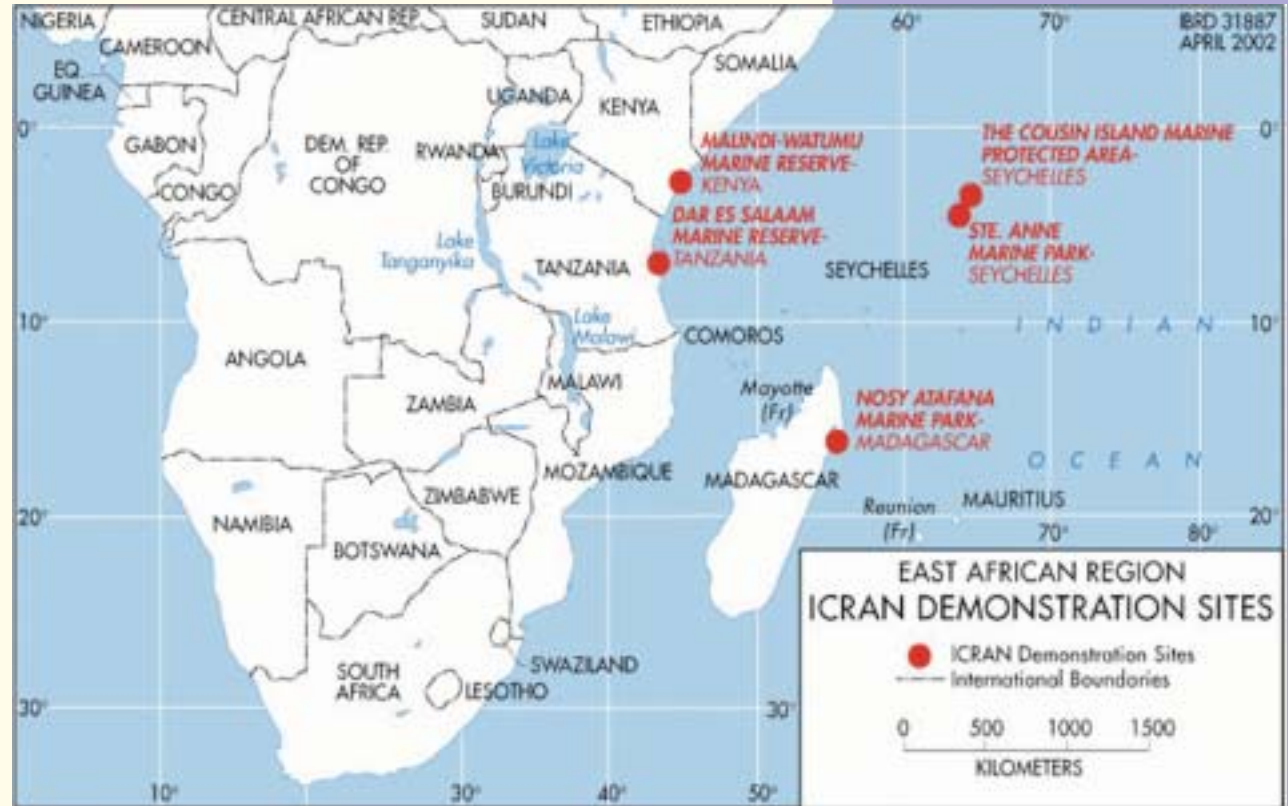 NIGERIA
CENTRAL AFRICAN REP.
SUDAN
ETHIOPIA
60°
70°
IBRD 31887
APRIL 2002
CAMEROON
SOMALIA
EQ.
GUINEA
UGANDA
KENYA
0°
GABON
DEM. REP.
OF
CONGO
RWANDA
Lake
Victoria
MALINDI-WATUMU
MARINE RESERVE-
KENYA
THE COUSIN ISLAND MARINE
PROTECTED AREA-
SEYCHELLES
0°
CONGO
BURUNDI
DAR ES SALAAM
MARINE RESERVE-
TANZANIA
STE. ANNE
MARINE PARK-
SEYCHELLES
Lake
Tanganyika
TANZANIA
SEYCHELLES
10°
Lake
Malawi
COMOROS
INDIAN
10°
ANGOLA
MALAWI
Mayotte
(Fr)
ZAMBIA
NOSY ATAFANA
MARINE PARK-
MADAGASCAR
MOZAMBIQUE
MADAGASCAR
OCEAN
ZIMBABWE
NAMIBIA
Reunion
(Fr)
MAURITIUS
20°
20°
BOTSWANA
70°
80°
EAST AFRICAN REGION
ICRAN DEMONSTRATION SITES
ICRAN Demonstration Sites
International Boundaries
SWAZILAND
SOUTH
AFRICA
LESOTHO
30°
30°
0 500 1000 1500
KILOMETERS
10°
30°
40°
50°